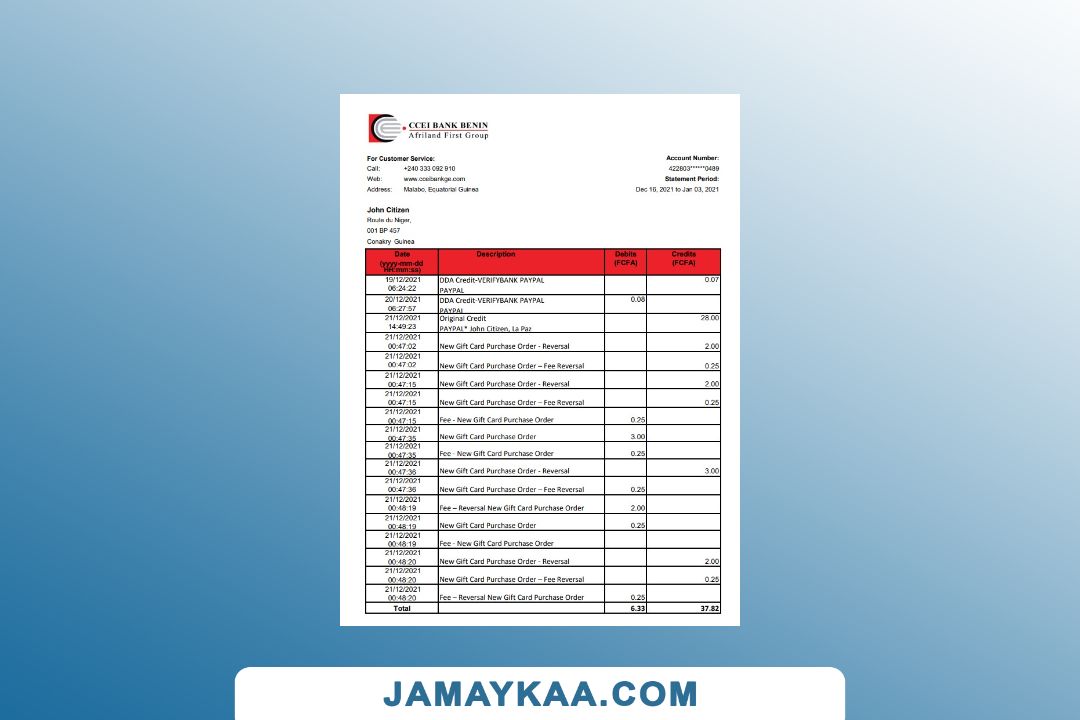 CCEI BANK BENIN
Afriland First Group
For Customer Service:
Call: +240 333 092 910
Web: www.cceibankge.com
Address: Malabo, Equatorial Guinea
Account Number:
422803******0489
Statement Period:
Dec 16, 2021 to Jan 03, 2021
John Citizen
Route du Niger,
001 BP 457
Conakry Guinea
Date Description Debits Credits
(yyyy-mm-dd (FCFA) (FCFA)
HH:mm:ss)
19/12/2021 DDA Credit-VERIFYBANK PAYPAL 0.07
06:24:22 PAYPAL
20/12/2021 DDA Credit-VERIFYBANK PAYPAL 0.08
06:27:57 PAYPAL
21/12/2021 Original Credit 28.00
14:49:23 PAYPAL* John Citizen, La Paz
21/12/2021
00:47:02 New Gift Card Purchase Order - Reversal 2.00
21/12/2021
00:47:02 New Gift Card Purchase Order – Fee Reversal 0.25
21/12/2021
00:47:15 New Gift Card Purchase Order - Reversal 2.00
21/12/2021
00:47:15 New Gift Card Purchase Order – Fee Reversal 0.25
21/12/2021
00:47:15 Fee - New Gift Card Purchase Order 0.25
21/12/2021
00:47:35 New Gift Card Purchase Order 3.00
21/12/2021
00:47:35 Fee - New Gift Card Purchase Order 0.25
21/12/2021
00:47:36 New Gift Card Purchase Order - Reversal 3.00
21/12/2021
00:47:36 New Gift Card Purchase Order – Fee Reversal 0.25
21/12/2021
00:48:19 Fee – Reversal New Gift Card Purchase Order 2.00
21/12/2021
00:48:19 New Gift Card Purchase Order 0.25
21/12/2021
00:48:19 Fee - New Gift Card Purchase Order
21/12/2021
00:48:20 New Gift Card Purchase Order - Reversal 2.00
21/12/2021
00:48:20 New Gift Card Purchase Order – Fee Reversal 0.25
21/12/2021
00:48:20 Fee – Reversal New Gift Card Purchase Order 0.25
Total 6.33 37.82
JAMAYKAA.COM